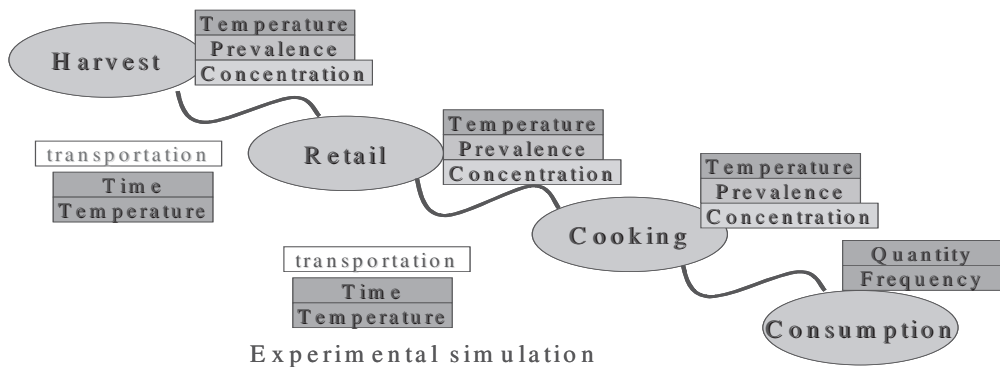 Harvest
Temperature
Prevalence
Concentration
transportation
Time
Temperature
Retail
Temperature
Prevalence
Concentration
transportation
Time
Temperature
Cooking
Temperature
Prevalence
Concentration
Quantity
Frequency
Consumption
Experimental simulation